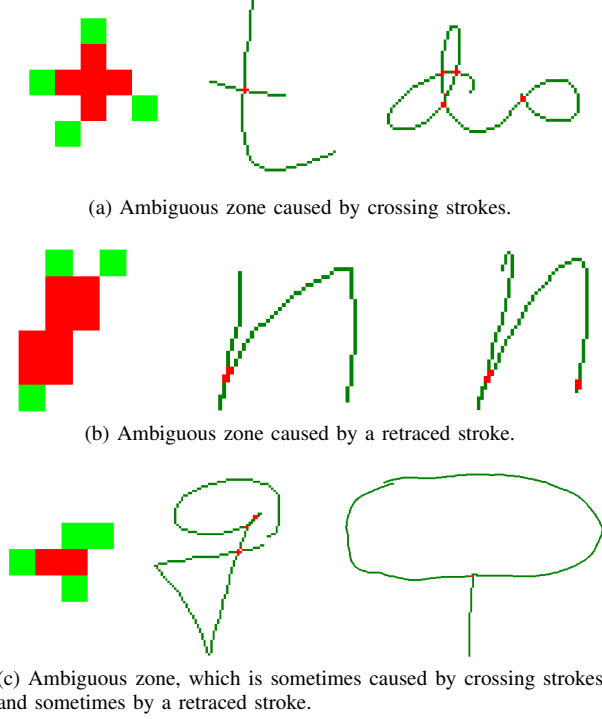 (a) Ambiguous zone caused by crossing strokes.
(b) Ambiguous zone caused by a retraced stroke.
(c) Ambiguous zone, which is sometimes caused by crossing strokes
and sometimes by a retraced stroke.